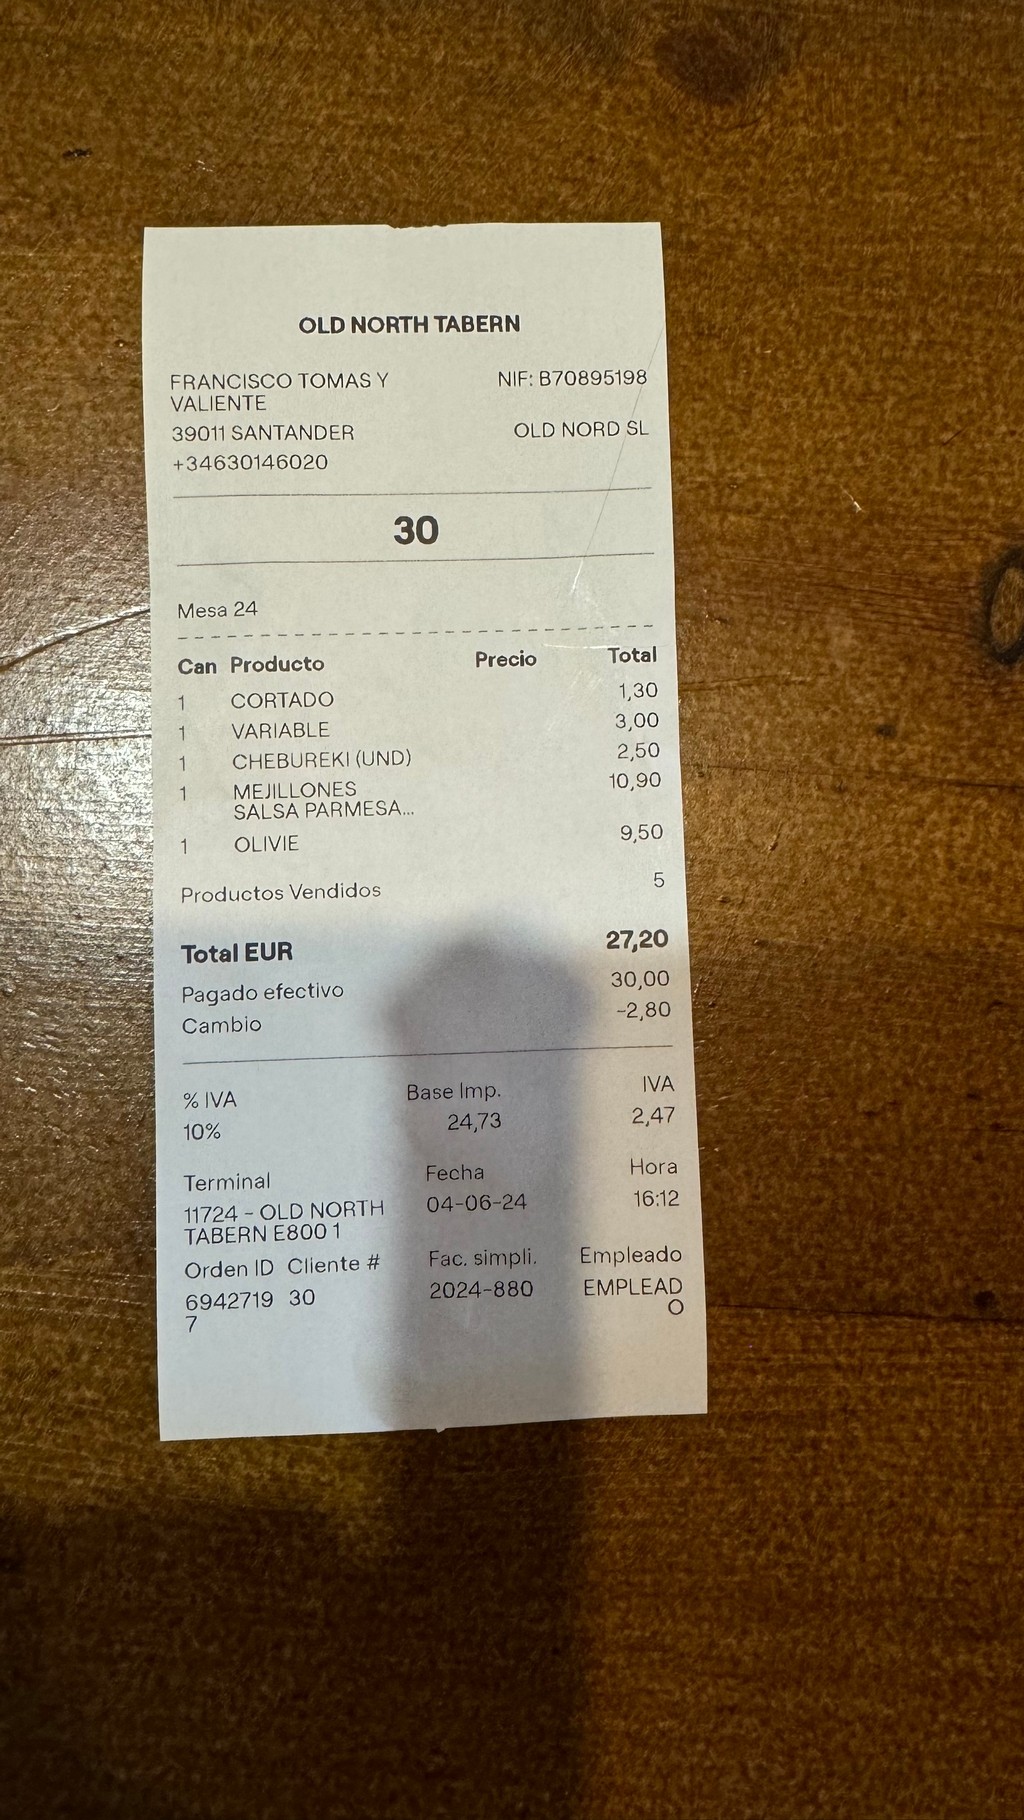 OLD NORTH TABERN
FRANCISCO TOMAS Y VALIENTE
NIF: B70895198
39011 SANTANDER
OLD NORD SL
+34630146020
30
Mesa 24
Can Producto Precio Total
1 CORTADO 1,30
1 VARIABLE 3,00
1 CHEBUREKI (UND) 2,50
1 MEJILLONES 10,90
SALSA PARMESA...
1 OLIVIE 9,50
Productos Vendidos 5
Total EUR 27,20
Pagado efectivo 30,00
Cambio -2,80
% IVA Base Imp. IVA
10% 24,73 2,47
Terminal Fecha Hora
11724 - OLD NORTH 04-06-24 16:12
TABERN E800 1
Orden ID Cliente # Fac. simpli. Empleado
6942719 30 2024-880 EMPLEAD
7 O